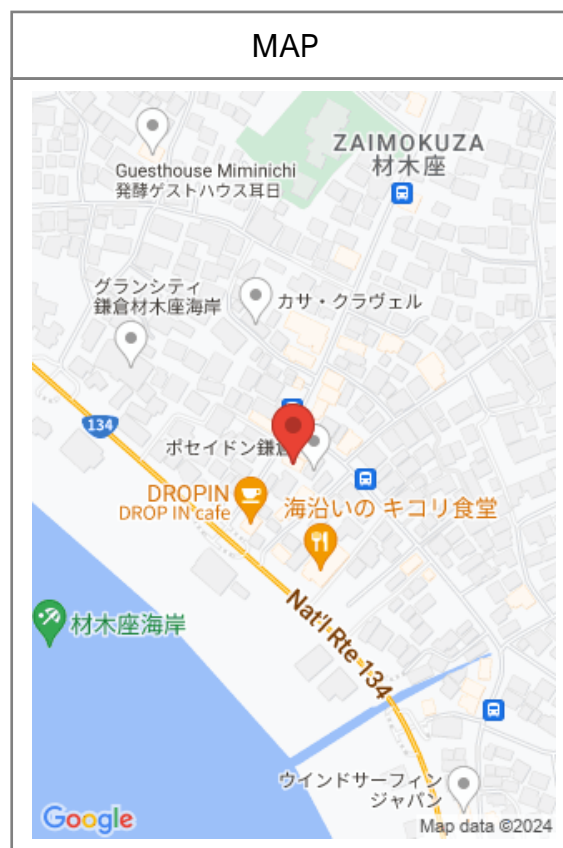 MAP
ZAIMOKUZA
材木座
Guesthouse Miminichi
発酵ゲストハウス耳日
グランシティ
鎌倉材木座海岸
カサ・クラヴェル
134
ポセイドン鎌倉
DROPIN
DROP IN cafe
海沿いの キコリ食堂
材木座海岸
Nat'l Rte 134
ウインドサーフィン
ジャパン
Google
Map data ©2024